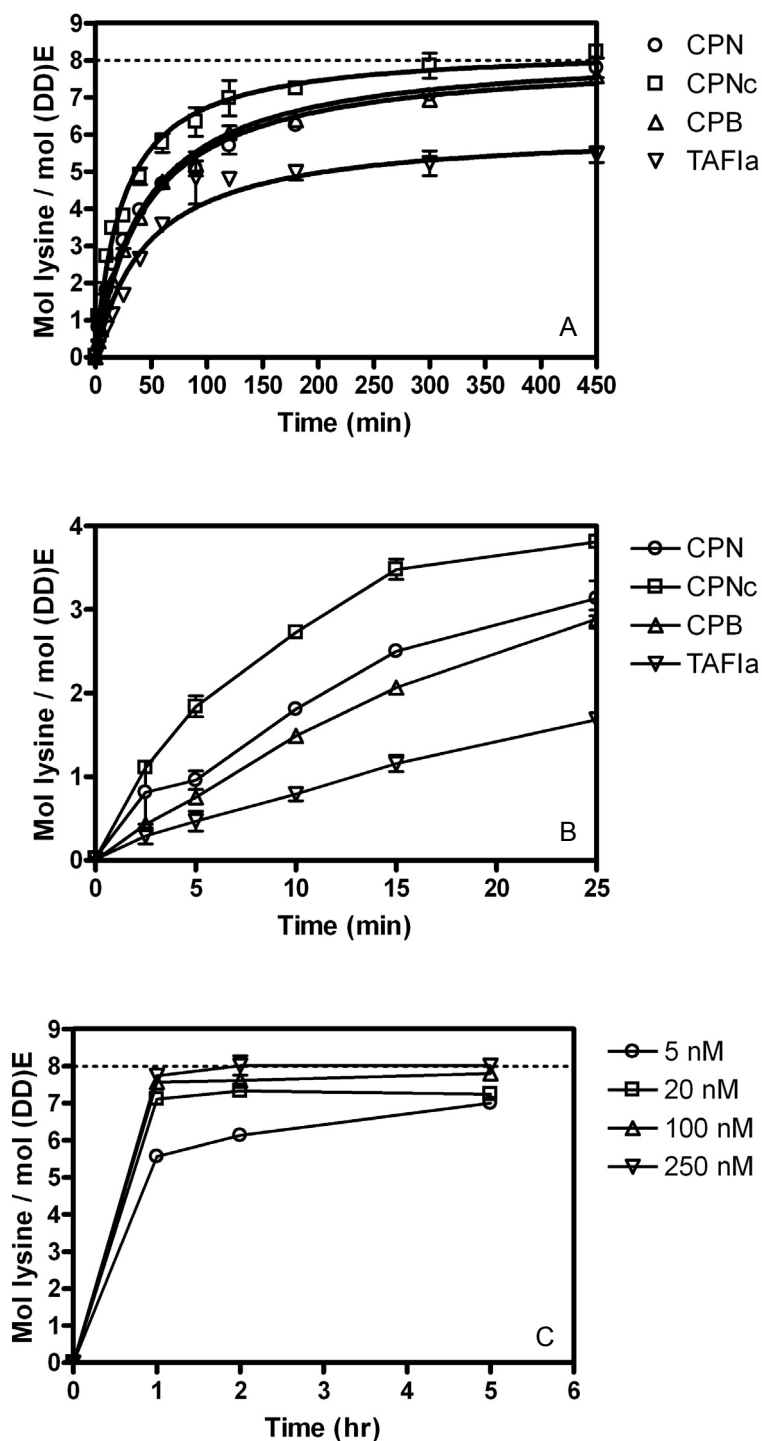 Mol lysine / mol (DD)E
9
8
7
6
5
4
3
2
1
0
0 50 100 150 200 250 300 350 400 450
Time (min)
A
CPN
CPNc
CPB
TAFIa
Mol lysine / mol (DD)E
4
3
2
1
0
0 5 10 15 20 25
Time (min)
B
CPN
CPNc
CPB
TAFIa
Mol lysine / mol (DD)E
9
8
7
6
5
4
3
2
1
0
0 1 2 3 4 5 6
Time (hr)
C
5 nM
20 nM
100 nM
250 nM